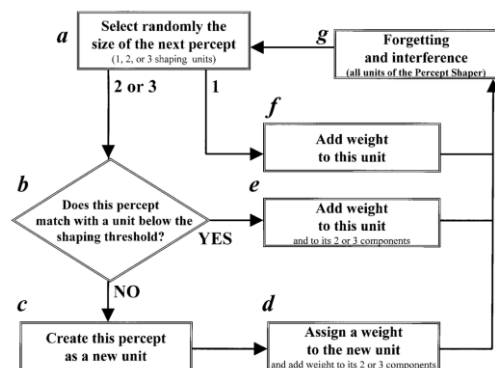 a
Select randomly the
size of the next percept
(1, 2, or 3 shaping units)
g
Forgetting
and interference
(all units of the Percept Shaper)
2 or 3
1
f
Add weight
to this unit
b
Does this percept
match with a unit below the
shaping threshold?
YES
e
Add weight
to this unit
and to its 2 or 3 components
NO
c
Create this percept
as a new unit
d
Assign a weight
to the new unit
and add weight to its 2 or 3 components)